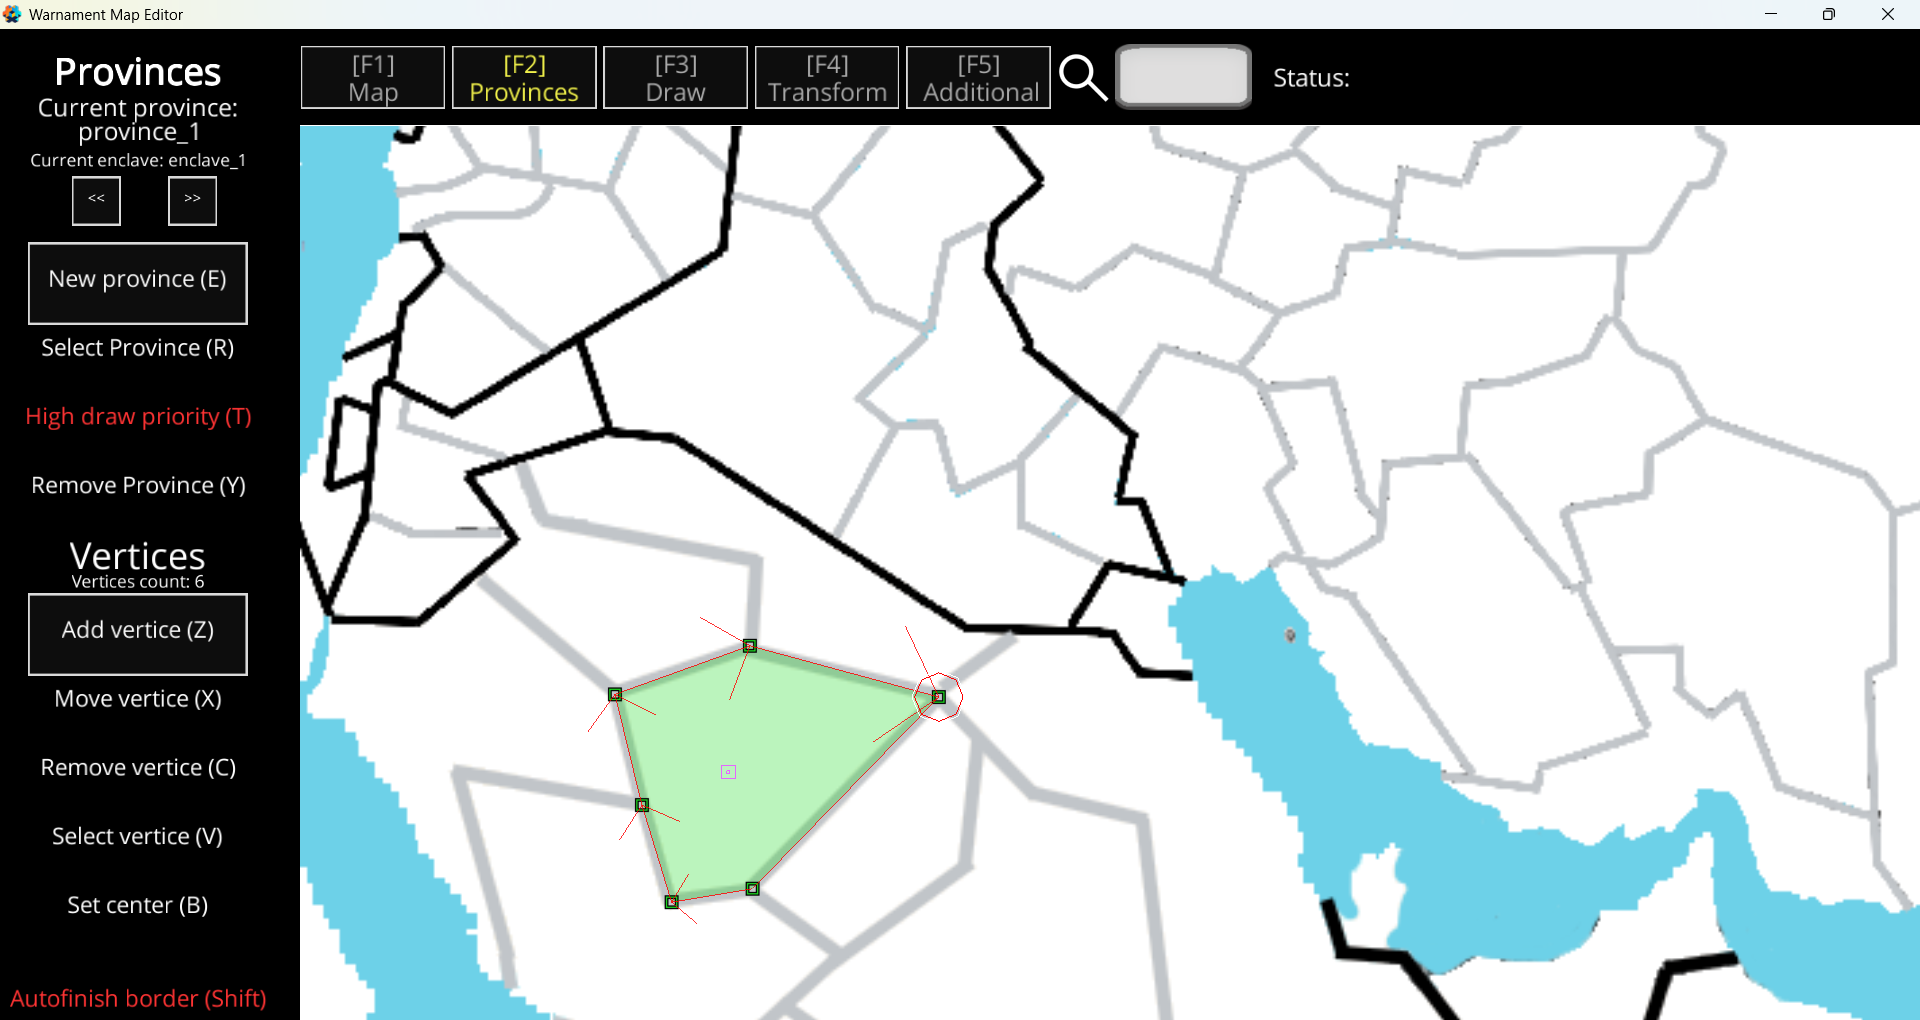 Warnament Map Editor
Provinces
Current province:
province_1
Current enclave: enclave_1
<< >>
New province (E)
Select Province (R)
High draw priority (T)
Remove Province (Y)
Vertices
Vertices count: 6
Add vertice (Z)
Move vertice (X)
Remove vertice (C)
Select vertice (V)
Set center (B)
Autofinish border (Shift)
[F1]
Map
[F2]
Provinces
[F3]
Draw
[F4]
Transform
[F5]
Additional
Status: